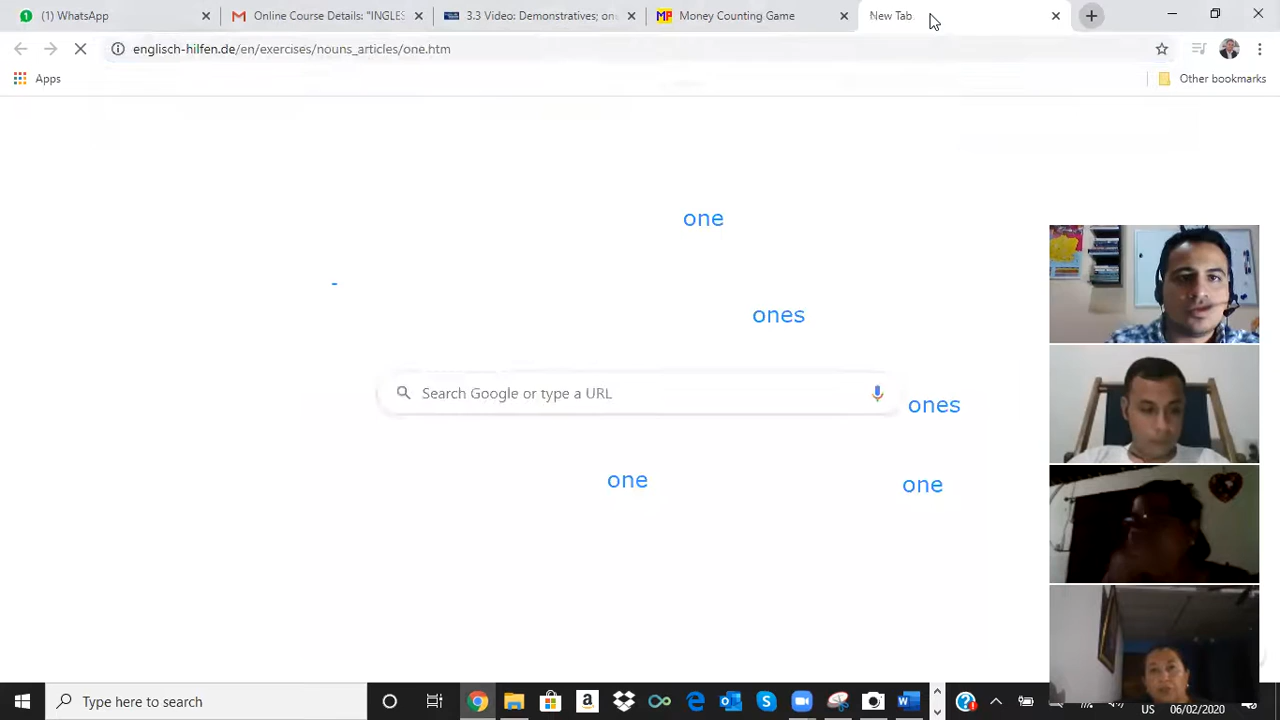 (1) WhatsApp
Online Course Details: "INGLÉ
3.3 Video: Demonstratives; on
MP Money Counting Game
New Tab
englisch-hilfen.de/en/exercises/nouns_articles/one.htm
Apps
Other bookmarks
one
-
ones
Search Google or type a URL
ones
one
one
Type here to search
US
06/02/2020